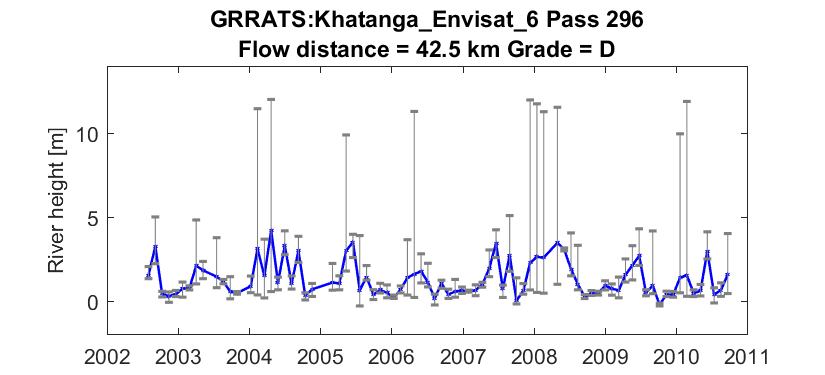 GRRATS:Khatanga_Envisat_6 Pass 296
Flow distance = 42.5 km Grade = D
River height [m]
10
5
0
2002 2003 2004 2005 2006 2007 2008 2009 2010 2011